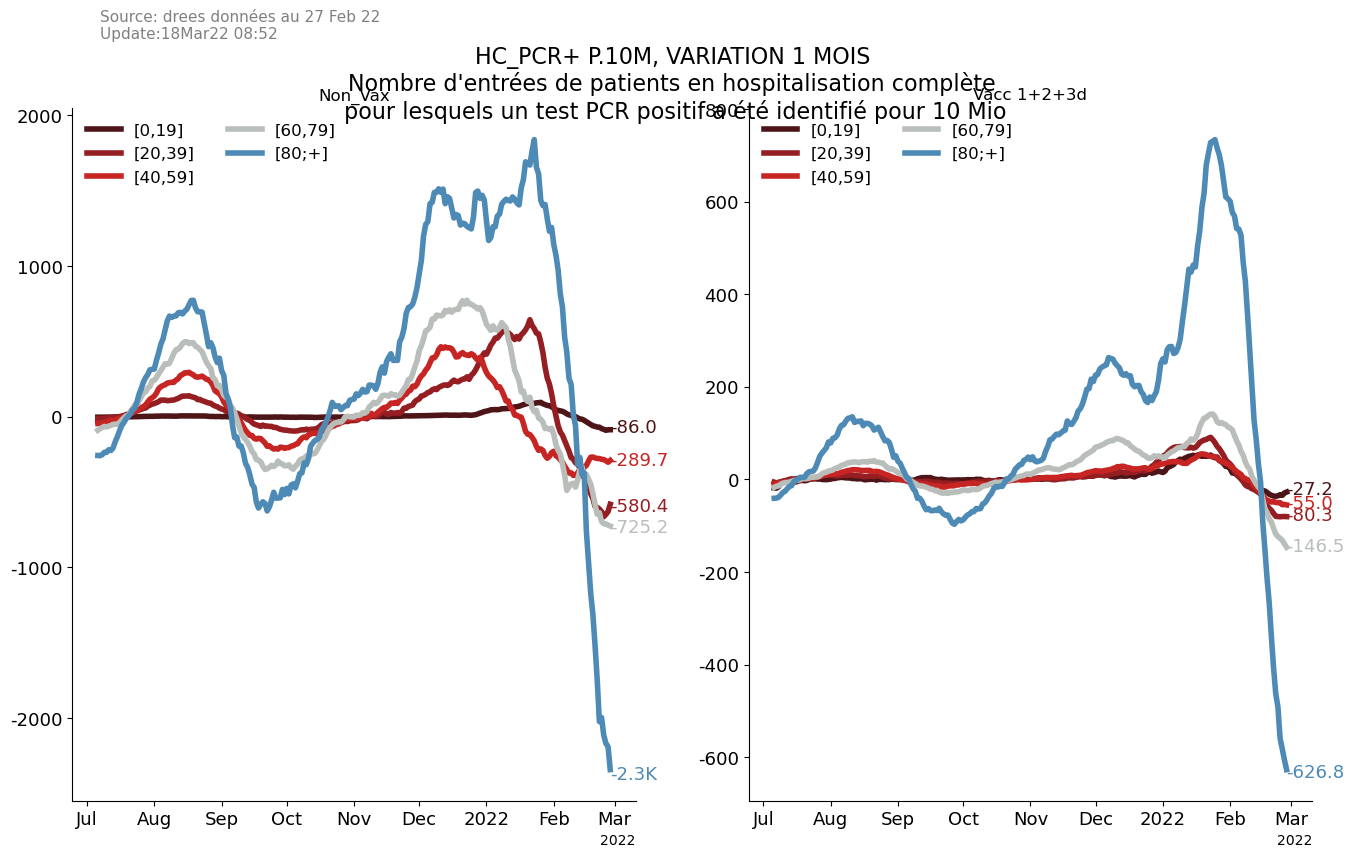 Source: drees données au 27 Feb 22
Update:18Mar22 08:52
HC_PCR+ P.10M, VARIATION 1 MOIS
Nombre d'entrées de patients en hospitalisation complète
pour lesquels un test PCR positif a été identifié pour 10 Mio
Non_Vax
[0,19]
[20,39]
[40,59]
[60,79]
[80;+]
2000
1000
0
-1000
-2000
-86.0
-289.7
-580.4
-725.2
-2.3K
Jul
Aug
Sep
Oct
Nov
Dec
2022
Feb
Mar
2022
Vacc 1+2+3d
[0,19]
[20,39]
[40,59]
[60,79]
[80;+]
800
600
400
200
0
-200
-400
-600
-27.2
-55.0
-80.3
-146.5
-626.8
Jul
Aug
Sep
Oct
Nov
Dec
2022
Feb
Mar
2022